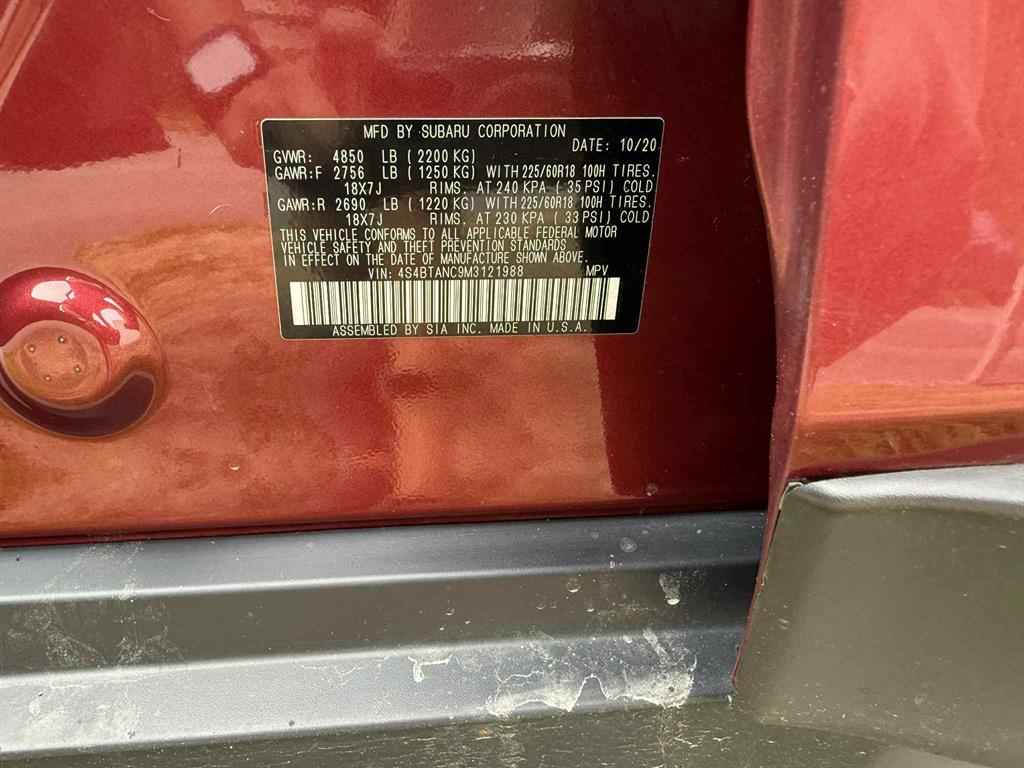 MFD BY SUBARU CORPORATION
DATE: 10/20
GVWR: 4850 LB (2200 KG)
GAWR:F 2756 LB (1250 KG) WITH 225/60R18 100H TIRES.
18X7J RIMS. AT 240 KPA (35 PSI) COLD
GAWR:R 2690 LB (1220 KG) WITH 225/60R18 100H TIRES.
18X7J RIMS. AT 230 KPA (33 PSI) COLD
THIS VEHICLE CONFORMS TO ALL APPLICABLE FEDERAL MOTOR
VEHICLE SAFETY AND THEFT PREVENTION STANDARDS
IN EFFECT ON THE DATE OF MANUFACTURE SHOWN ABOVE.
VIN: 4S4BTANC9M3121988 MPV
ASSEMBLED BY SIA INC. MADE IN U.S.A.